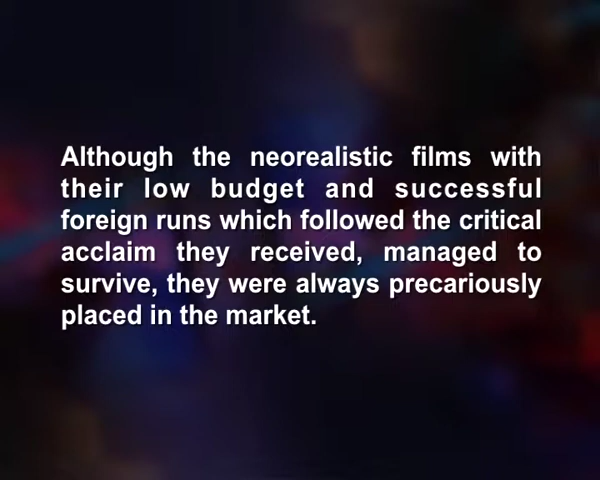 Although the neorealistic films with
their low budget and successful
foreign runs which followed the critical
acclaim they received, managed to
survive, they were always precariously
placed in the market.